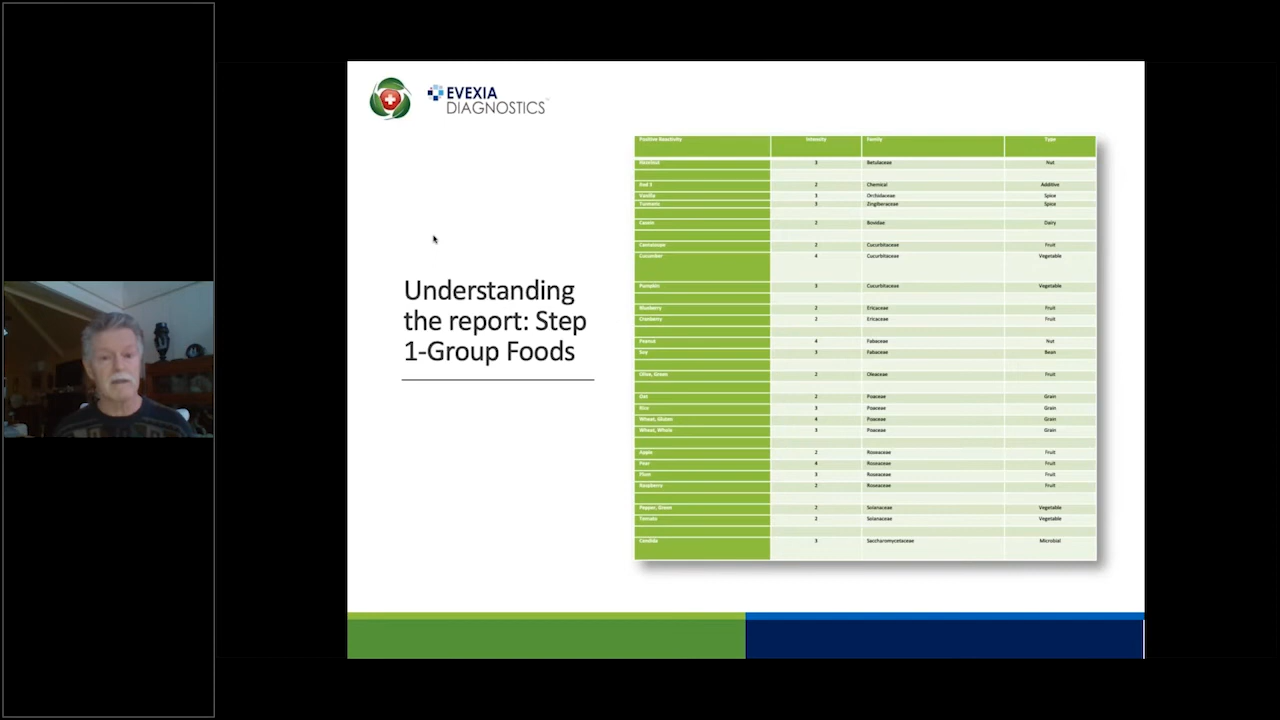 EVEXIA
DIAGNOSTICS
Understanding
the report: Step
1-Group Foods
Positive Reactivity Intensity Family Type
Hazelnut 3 Betulaceae Nut
Red 3 2 Chemical Additive
Vanilla 3 Orchidaceae Spice
Turmeric 3 Zingiberaceae Spice
Casein 2 Bovidae Dairy
Cantaloupe 2 Cucurbitaceae Fruit
Cucumber 4 Cucurbitaceae Vegetable
Pumpkin 3 Cucurbitaceae Vegetable
Blueberry 2 Ericaceae Fruit
Cranberry 2 Ericaceae Fruit
Peanut 4 Fabaceae Nut
Soy 3 Fabaceae Bean
Olive, Green 2 Oleaceae Fruit
Oat 2 Poaceae Grain
Rice 3 Poaceae Grain
Wheat, Gluten 4 Poaceae Grain
Wheat, Whole 3 Poaceae Grain
Apple 2 Roseaceae Fruit
Pear 4 Roseaceae Fruit
Plum 3 Roseaceae Fruit
Raspberry 2 Roseaceae Fruit
Pepper, Green 2 Solanaceae Vegetable
Tomato 2 Solanaceae Vegetable
Candida 3 Saccharomycetaceae Microbial